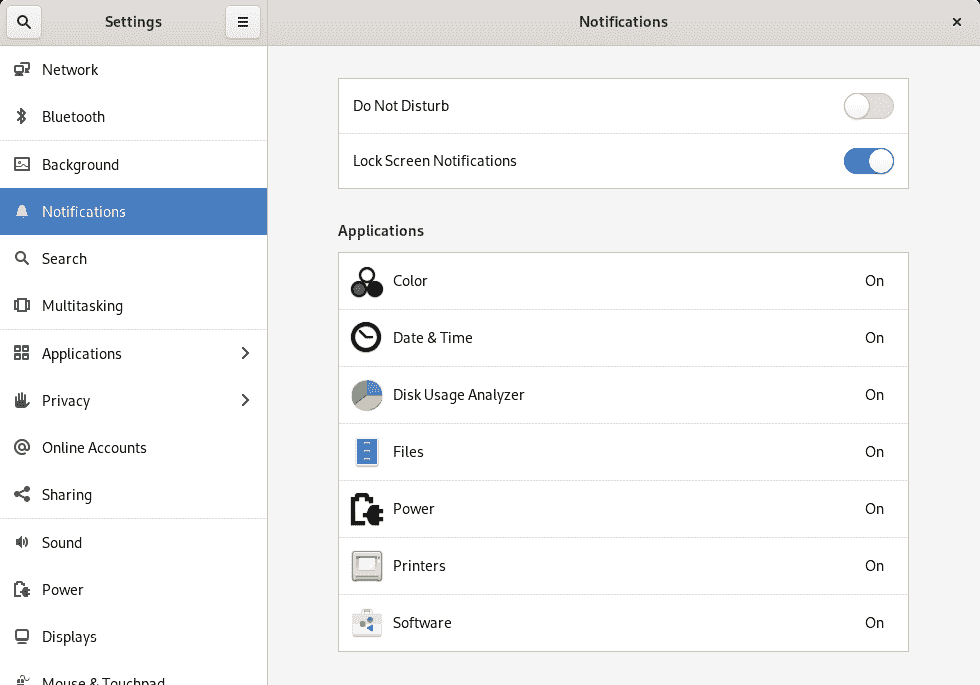 Settings
Notifications
Network
Bluetooth
Background
Notifications
Search
Multitasking
Applications
Privacy
Online Accounts
Sharing
Sound
Power
Displays
Mouse & Touchpad
Do Not Disturb
Lock Screen Notifications
Applications
Color On
Date & Time On
Disk Usage Analyzer On
Files On
Power On
Printers On
Software On